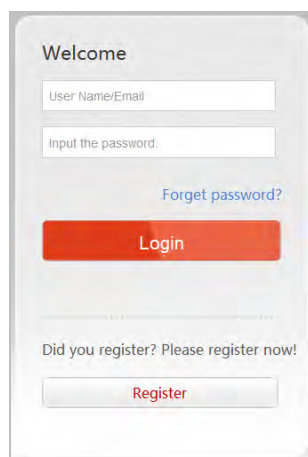 Welcome
User Name/Email
Input the password.
Forget password?
Login
Did you register? Please register now!
Register